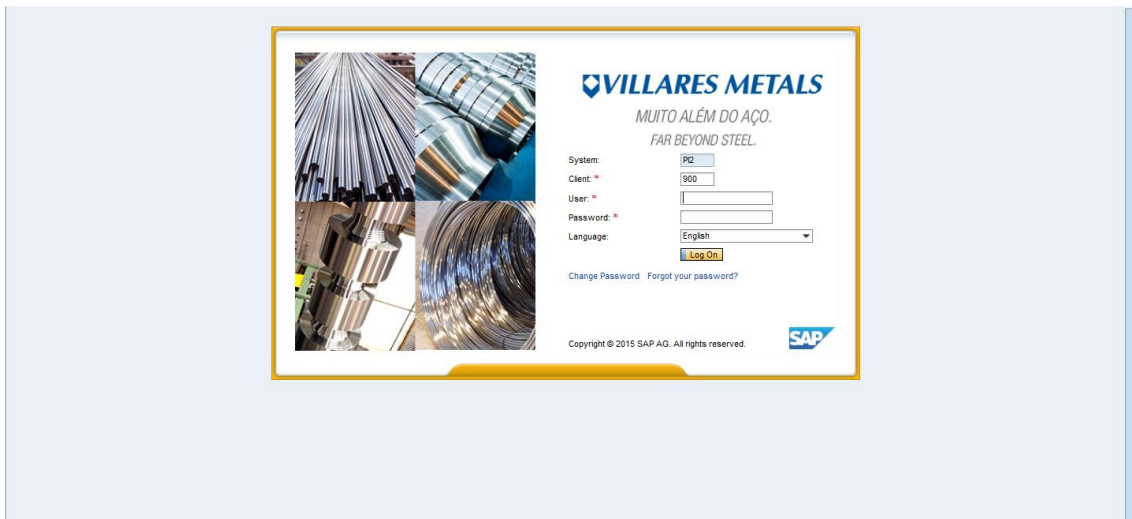 VILLARES METALS
MUITO ALÉM DO AÇO.
FAR BEYOND STEEL.
System: PI2
Client: * 900
User: *
Password: *
Language: English
Log On
Change Password Forgot your password?
Copyright © 2015 SAP AG. All rights reserved. SAP